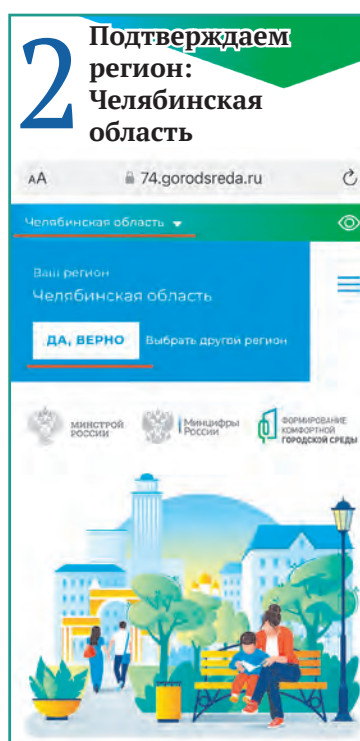 2
Подтверждаем
регион:
Челябинская
область
AA 74.gorodsreda.ru
Челябинская область
Ваш регион
Челябинская область
ДА, ВЕРНО Выбрать другой регион
МИНСТРОЙ
РОССИИ
Минцифры
России
ФОРМИРОВАНИЕ
КОМФОРТНОЙ
ГОРОДСКОЙ СРЕДЫ